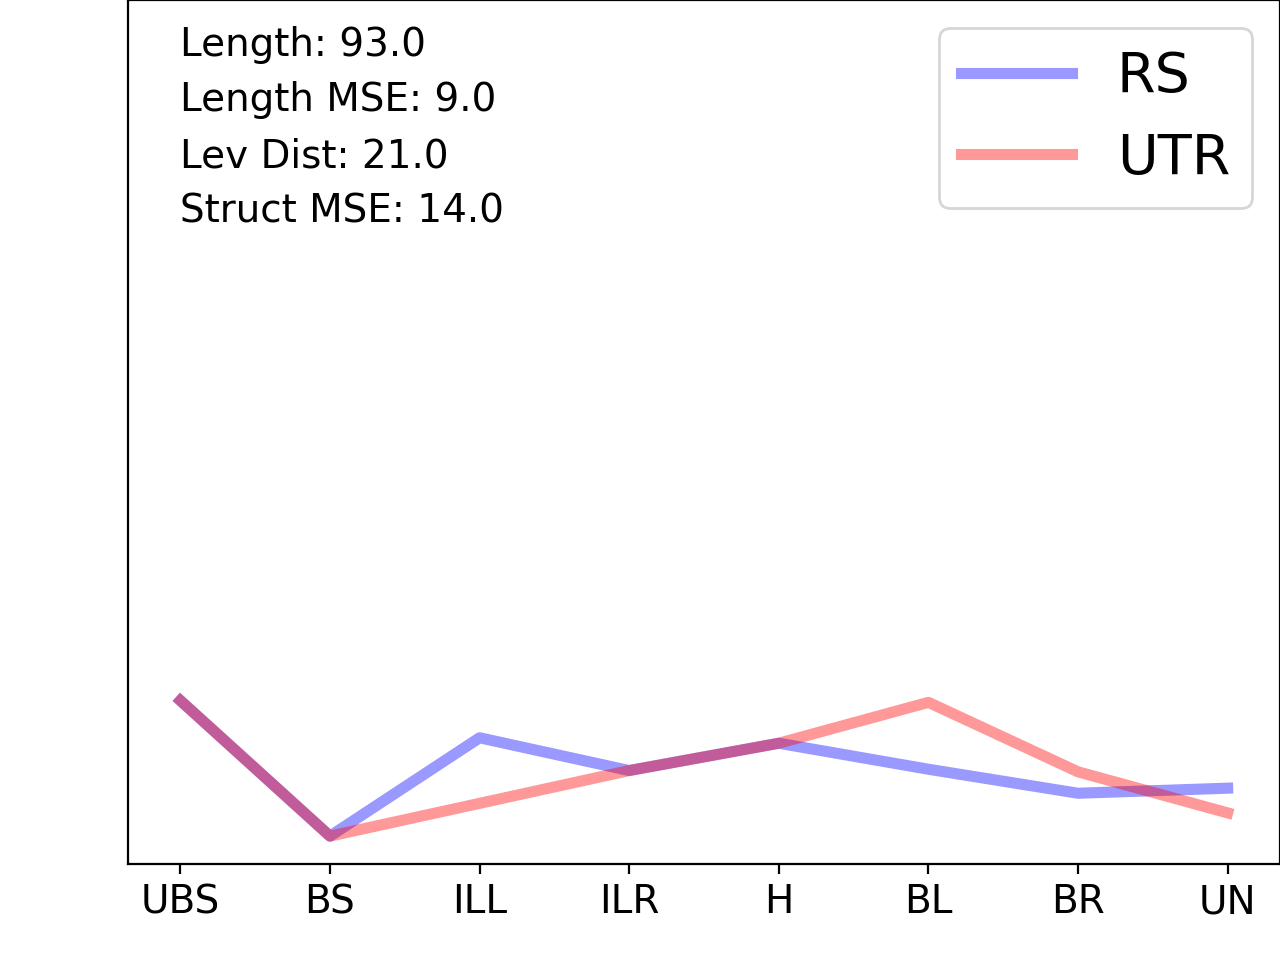 Length: 93.0
Length MSE: 9.0
Lev Dist: 21.0
Struct MSE: 14.0
RS
UTR
UBS BS ILL ILR H BL BR UN